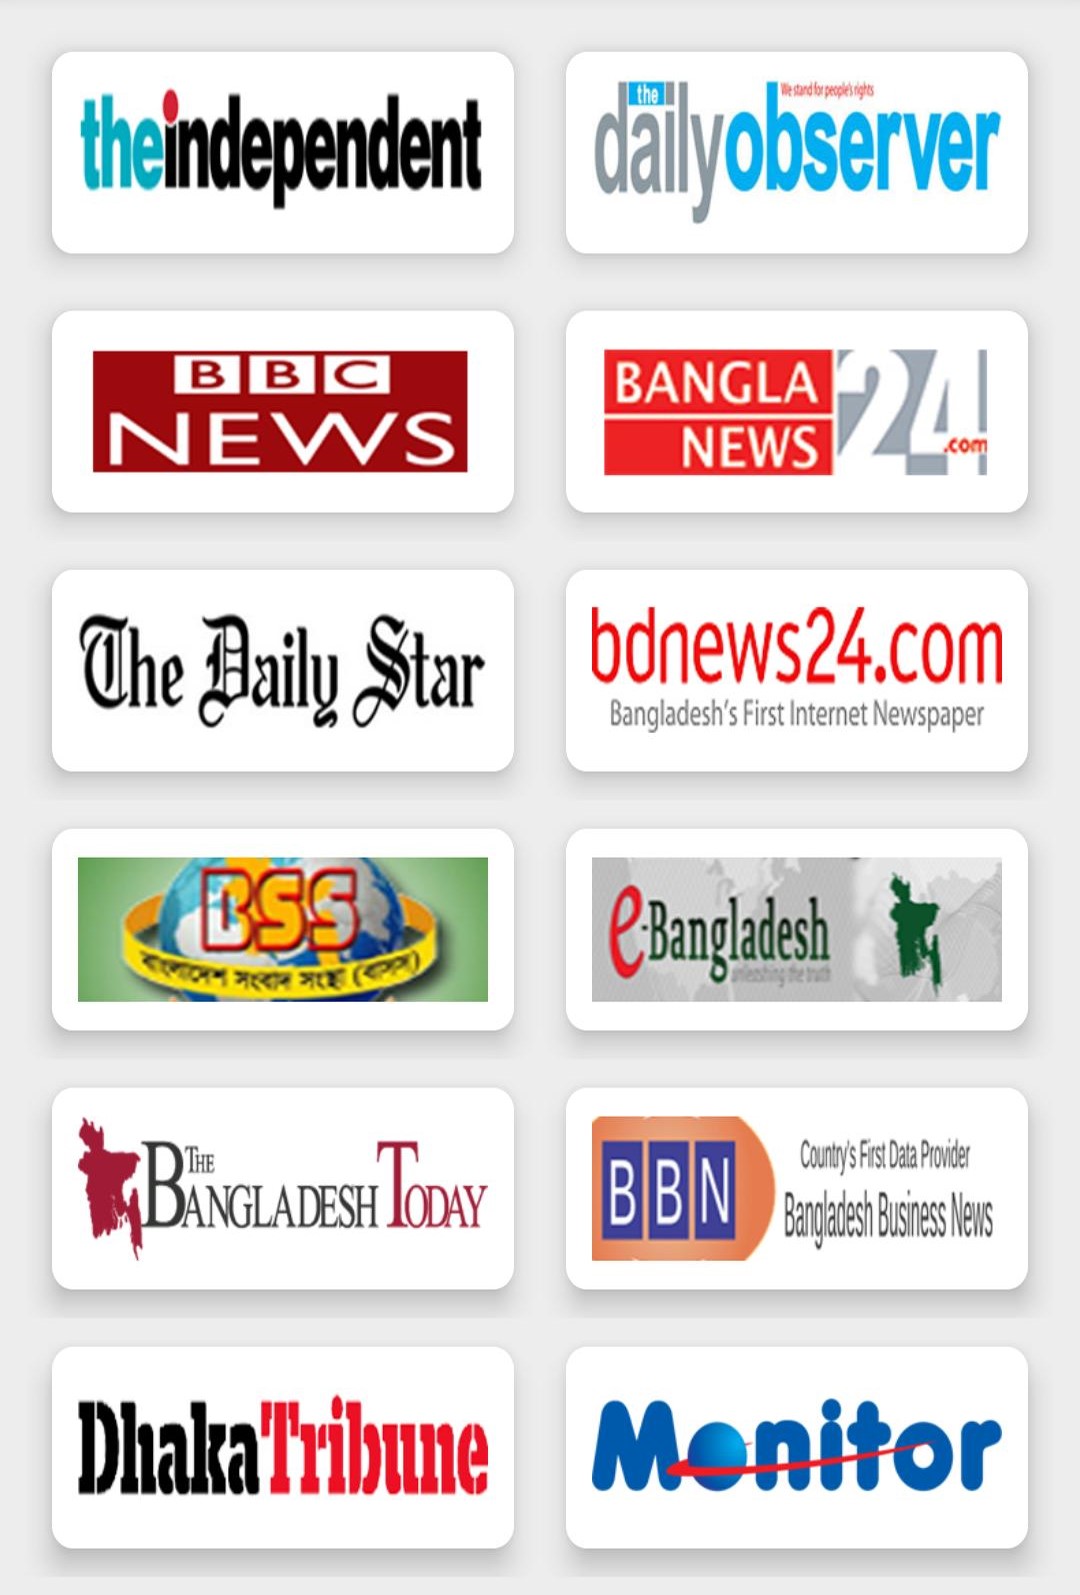 theindependent
the
We stand for people's rights
dailyobserver
BBC
NEWS
BANGLA
NEWS
24
.com
The Daily Star
bdnews24.com
Bangladesh's First Internet Newspaper
BSS
বাংলাদেশ সংবাদ সংস্থা (বাসস)
e-Bangladesh
unleashing the truth
THE
BANGLADESH TODAY
BBN
Country's First Data Provider
Bangladesh Business News
DhakaTribune
Monitor